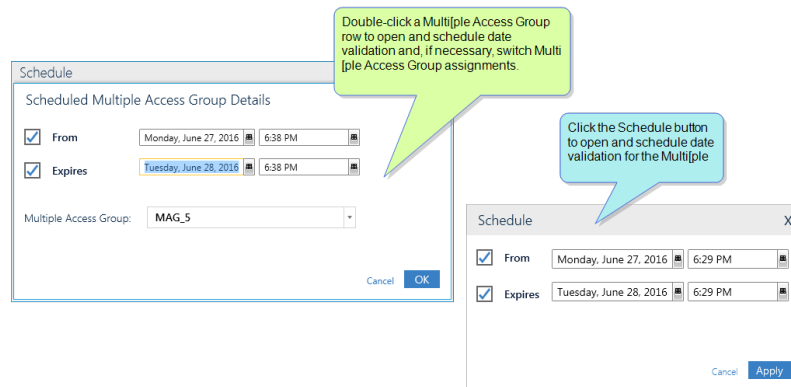 Double-click a Multi[ple Access Group
row to open and schedule date
validation and, if necessary, switch Multi
[ple Access Group assignments.
Schedule
Scheduled Multiple Access Group Details
From Monday, June 27, 2016 6:38 PM
Expires Tuesday, June 28, 2016 6:38 PM
Multiple Access Group: MAG_5
Cancel OK
Click the Schedule button
to open and schedule date
validation for the Multi[ple
Schedule X
From Monday, June 27, 2016 6:29 PM
Expires Tuesday, June 28, 2016 6:29 PM
Cancel Apply